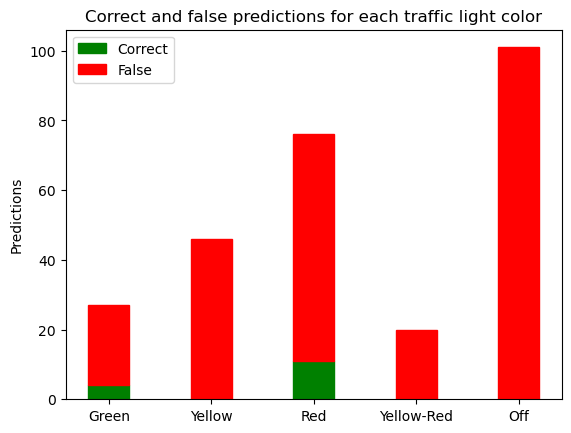 Correct and false predictions for each traffic light color
Correct
False
Predictions
100
80
60
40
20
0
Green
Yellow
Red
Yellow-Red
Off